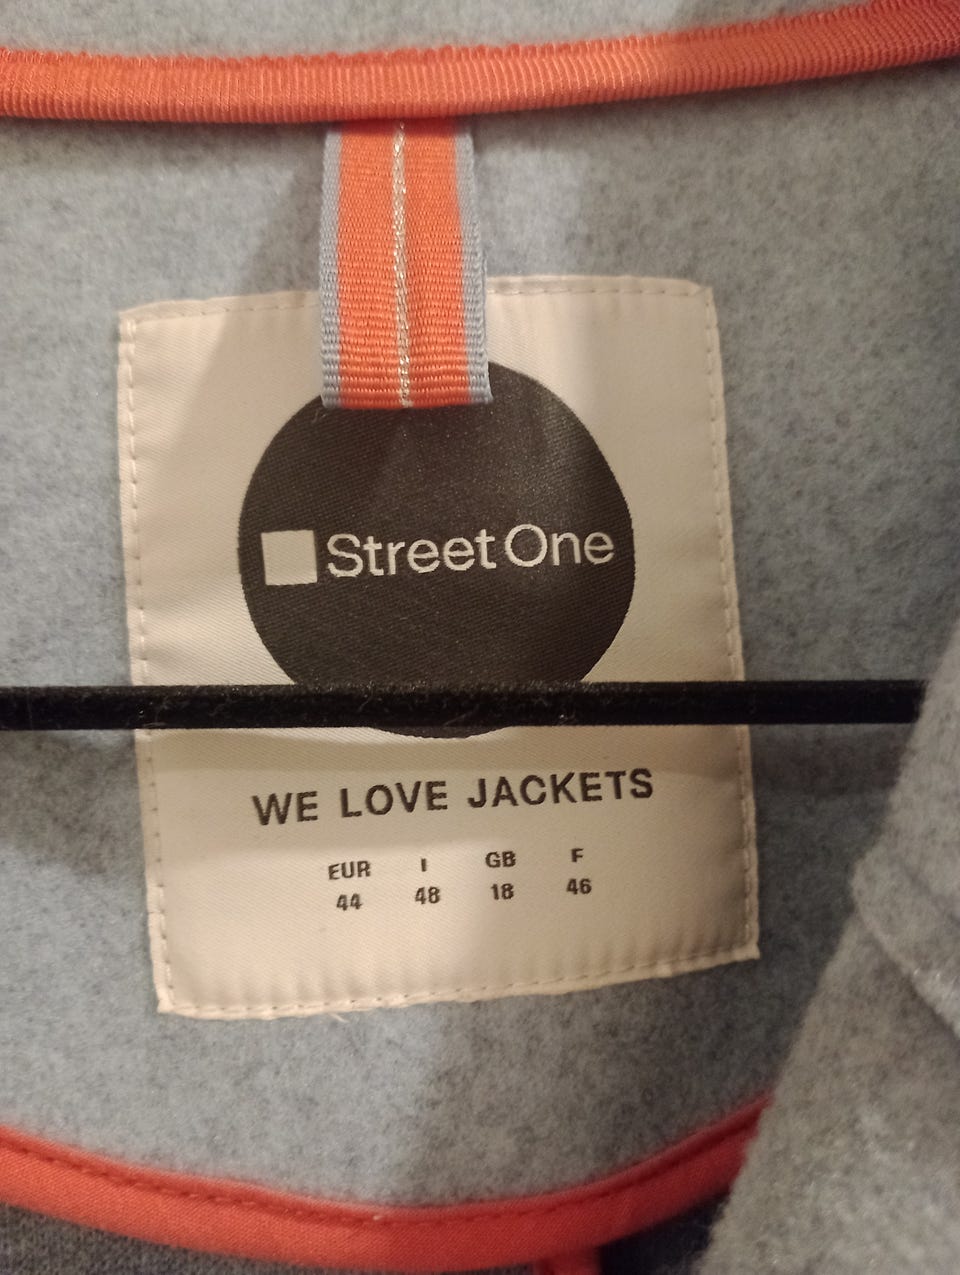 Street One
WE LOVE JACKETS
EUR I GB F
44 48 18 46